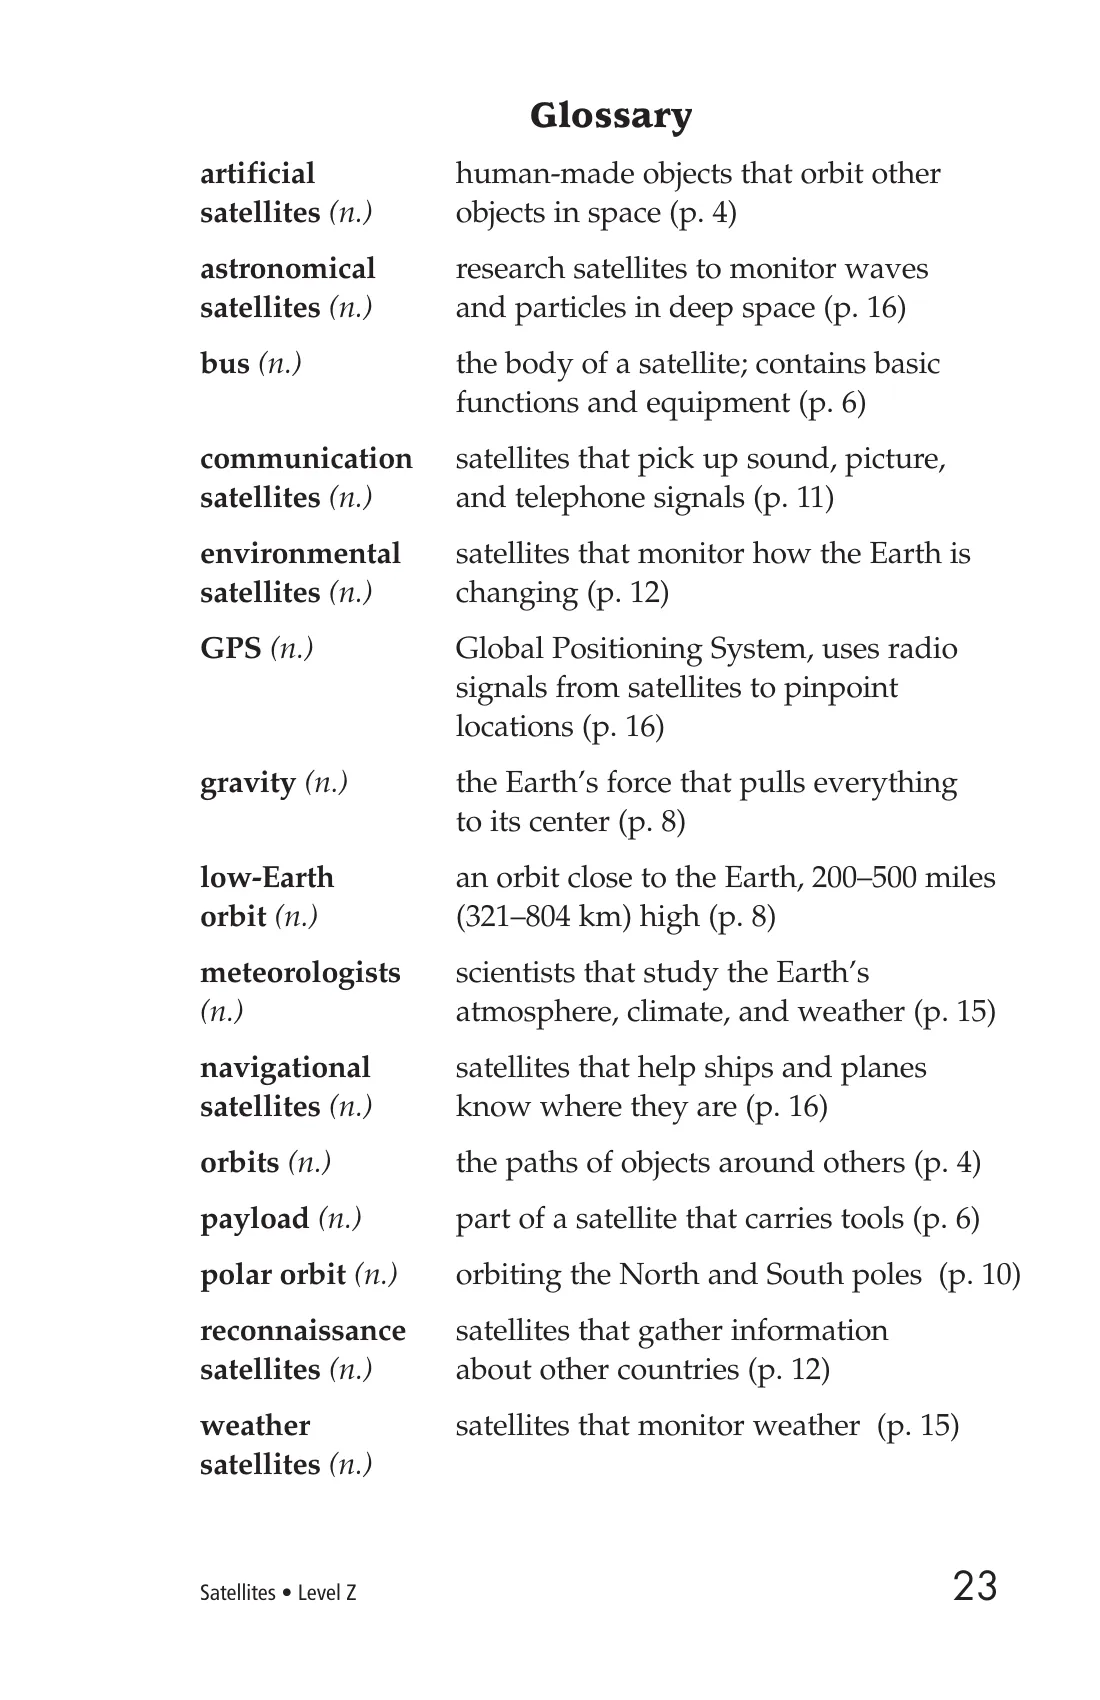 Glossary
artificial human-made objects that orbit other
satellites (n.) objects in space (p. 4)
astronomical research satellites to monitor waves
satellites (n.) and particles in deep space (p. 16)
bus (n.) the body of a satellite; contains basic
functions and equipment (p. 6)
communication satellites that pick up sound, picture,
satellites (n.) and telephone signals (p. 11)
environmental satellites that monitor how the Earth is
satellites (n.) changing (p. 12)
GPS (n.) Global Positioning System, uses radio
signals from satellites to pinpoint
locations (p. 16)
gravity (n.) the Earth’s force that pulls everything
to its center (p. 8)
low-Earth an orbit close to the Earth, 200–500 miles
orbit (n.) (321–804 km) high (p. 8)
meteorologists scientists that study the Earth’s
(n.) atmosphere, climate, and weather (p. 15)
navigational satellites that help ships and planes
satellites (n.) know where they are (p. 16)
orbits (n.) the paths of objects around others (p. 4)
payload (n.) part of a satellite that carries tools (p. 6)
polar orbit (n.) orbiting the North and South poles (p. 10)
reconnaissance satellites that gather information
satellites (n.) about other countries (p. 12)
weather satellites that monitor weather (p. 15)
satellites (n.)
Satellites • Level Z 23